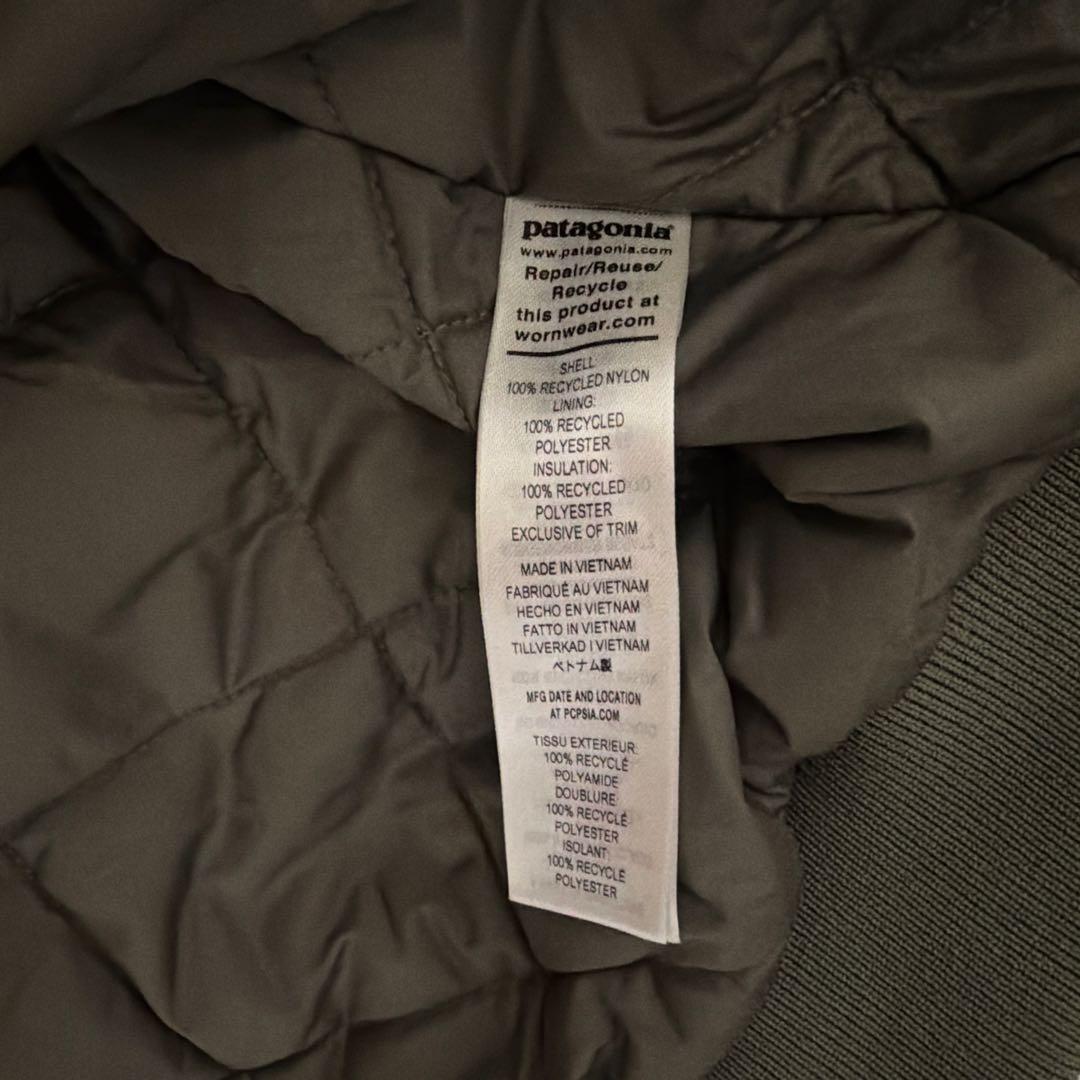 patagonia®
www.patagonia.com
Repair/Reuse/
Recycle
this product at
wornwear.com
SHELL
100% RECYCLED NYLON
LINING:
100% RECYCLED
POLYESTER
INSULATION:
100% RECYCLED
POLYESTER
EXCLUSIVE OF TRIM
MADE IN VIETNAM
FABRIQUÉ AU VIETNAM
HECHO EN VIETNAM
FATTO IN VIETNAM
TILLVERKAD I VIETNAM
ベトナム製
MFG DATE AND LOCATION
AT PCPSIA.COM
TISSU EXTERIEUR:
100% RECYCLÉ
POLYAMIDE
DOUBLURE
100% RECYCLÉ
POLYESTER
ISOLANT:
100% RECYCLÉ
POLYESTER